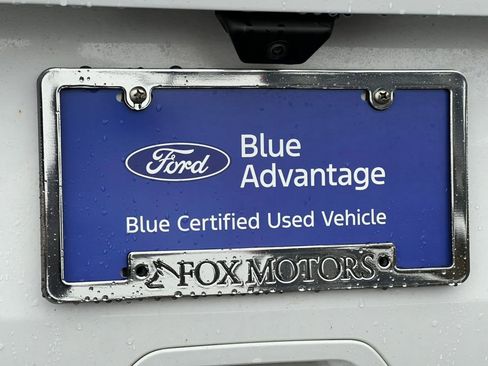 Ford
Blue
Advantage
Blue Certified Used Vehicle
FOX MOTORS